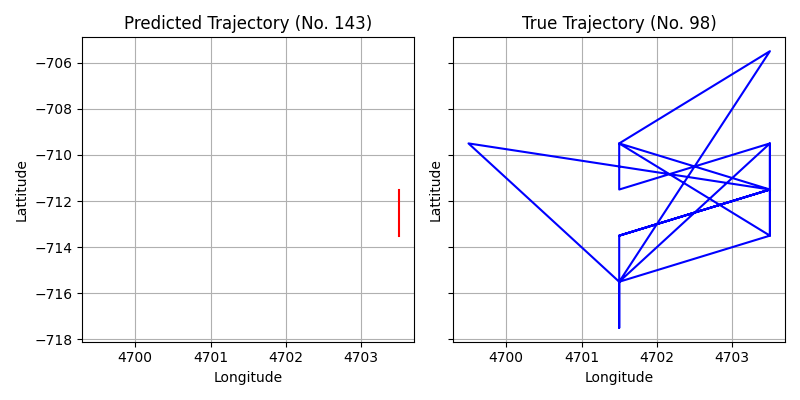 Predicted Trajectory (No. 143)
True Trajectory (No. 98)
−706
−708
−710
−712
−714
−716
−718
Lattitude
Lattitude
4700 4701 4702 4703
4700 4701 4702 4703
Longitude
Longitude